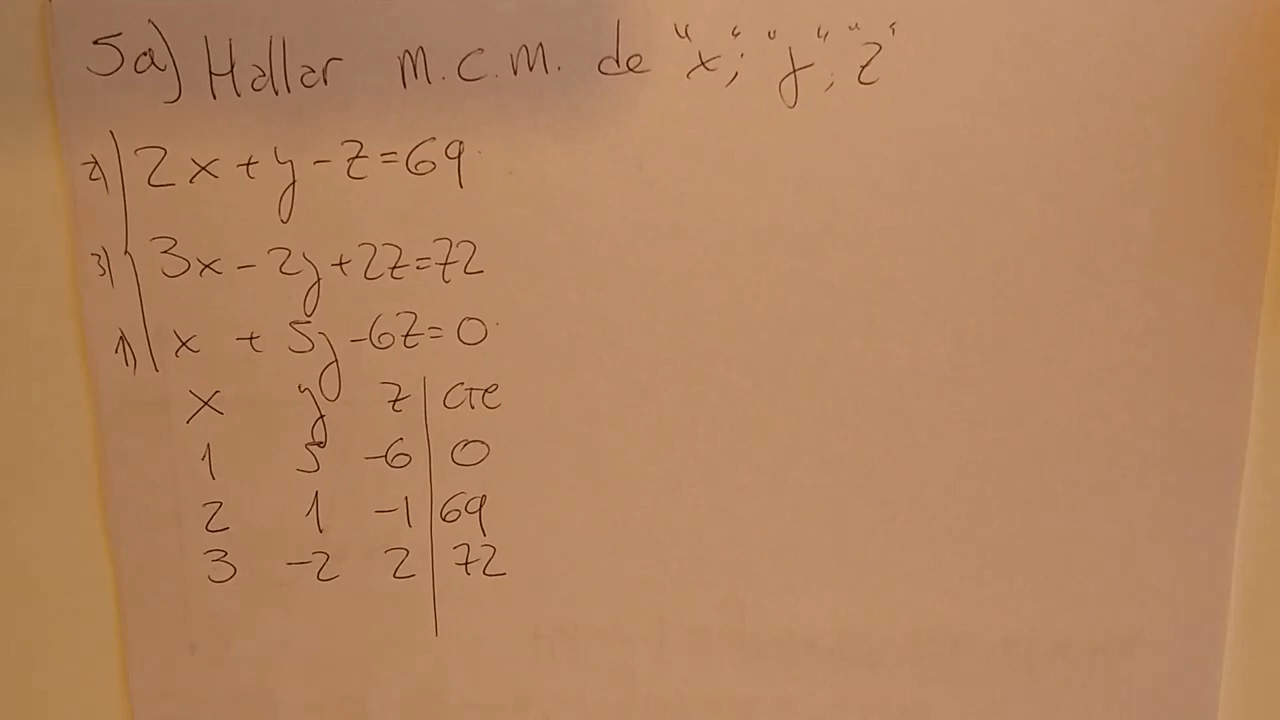 5a) Hallar m.c.m. de "x"; "y"; "z"
2) 2x+y-z=69
3) 3x-2y+2z=72
1) x + 5y-6z=0
x y z cte
1 5 -6 0
2 1 -1 69
3 -2 2 72